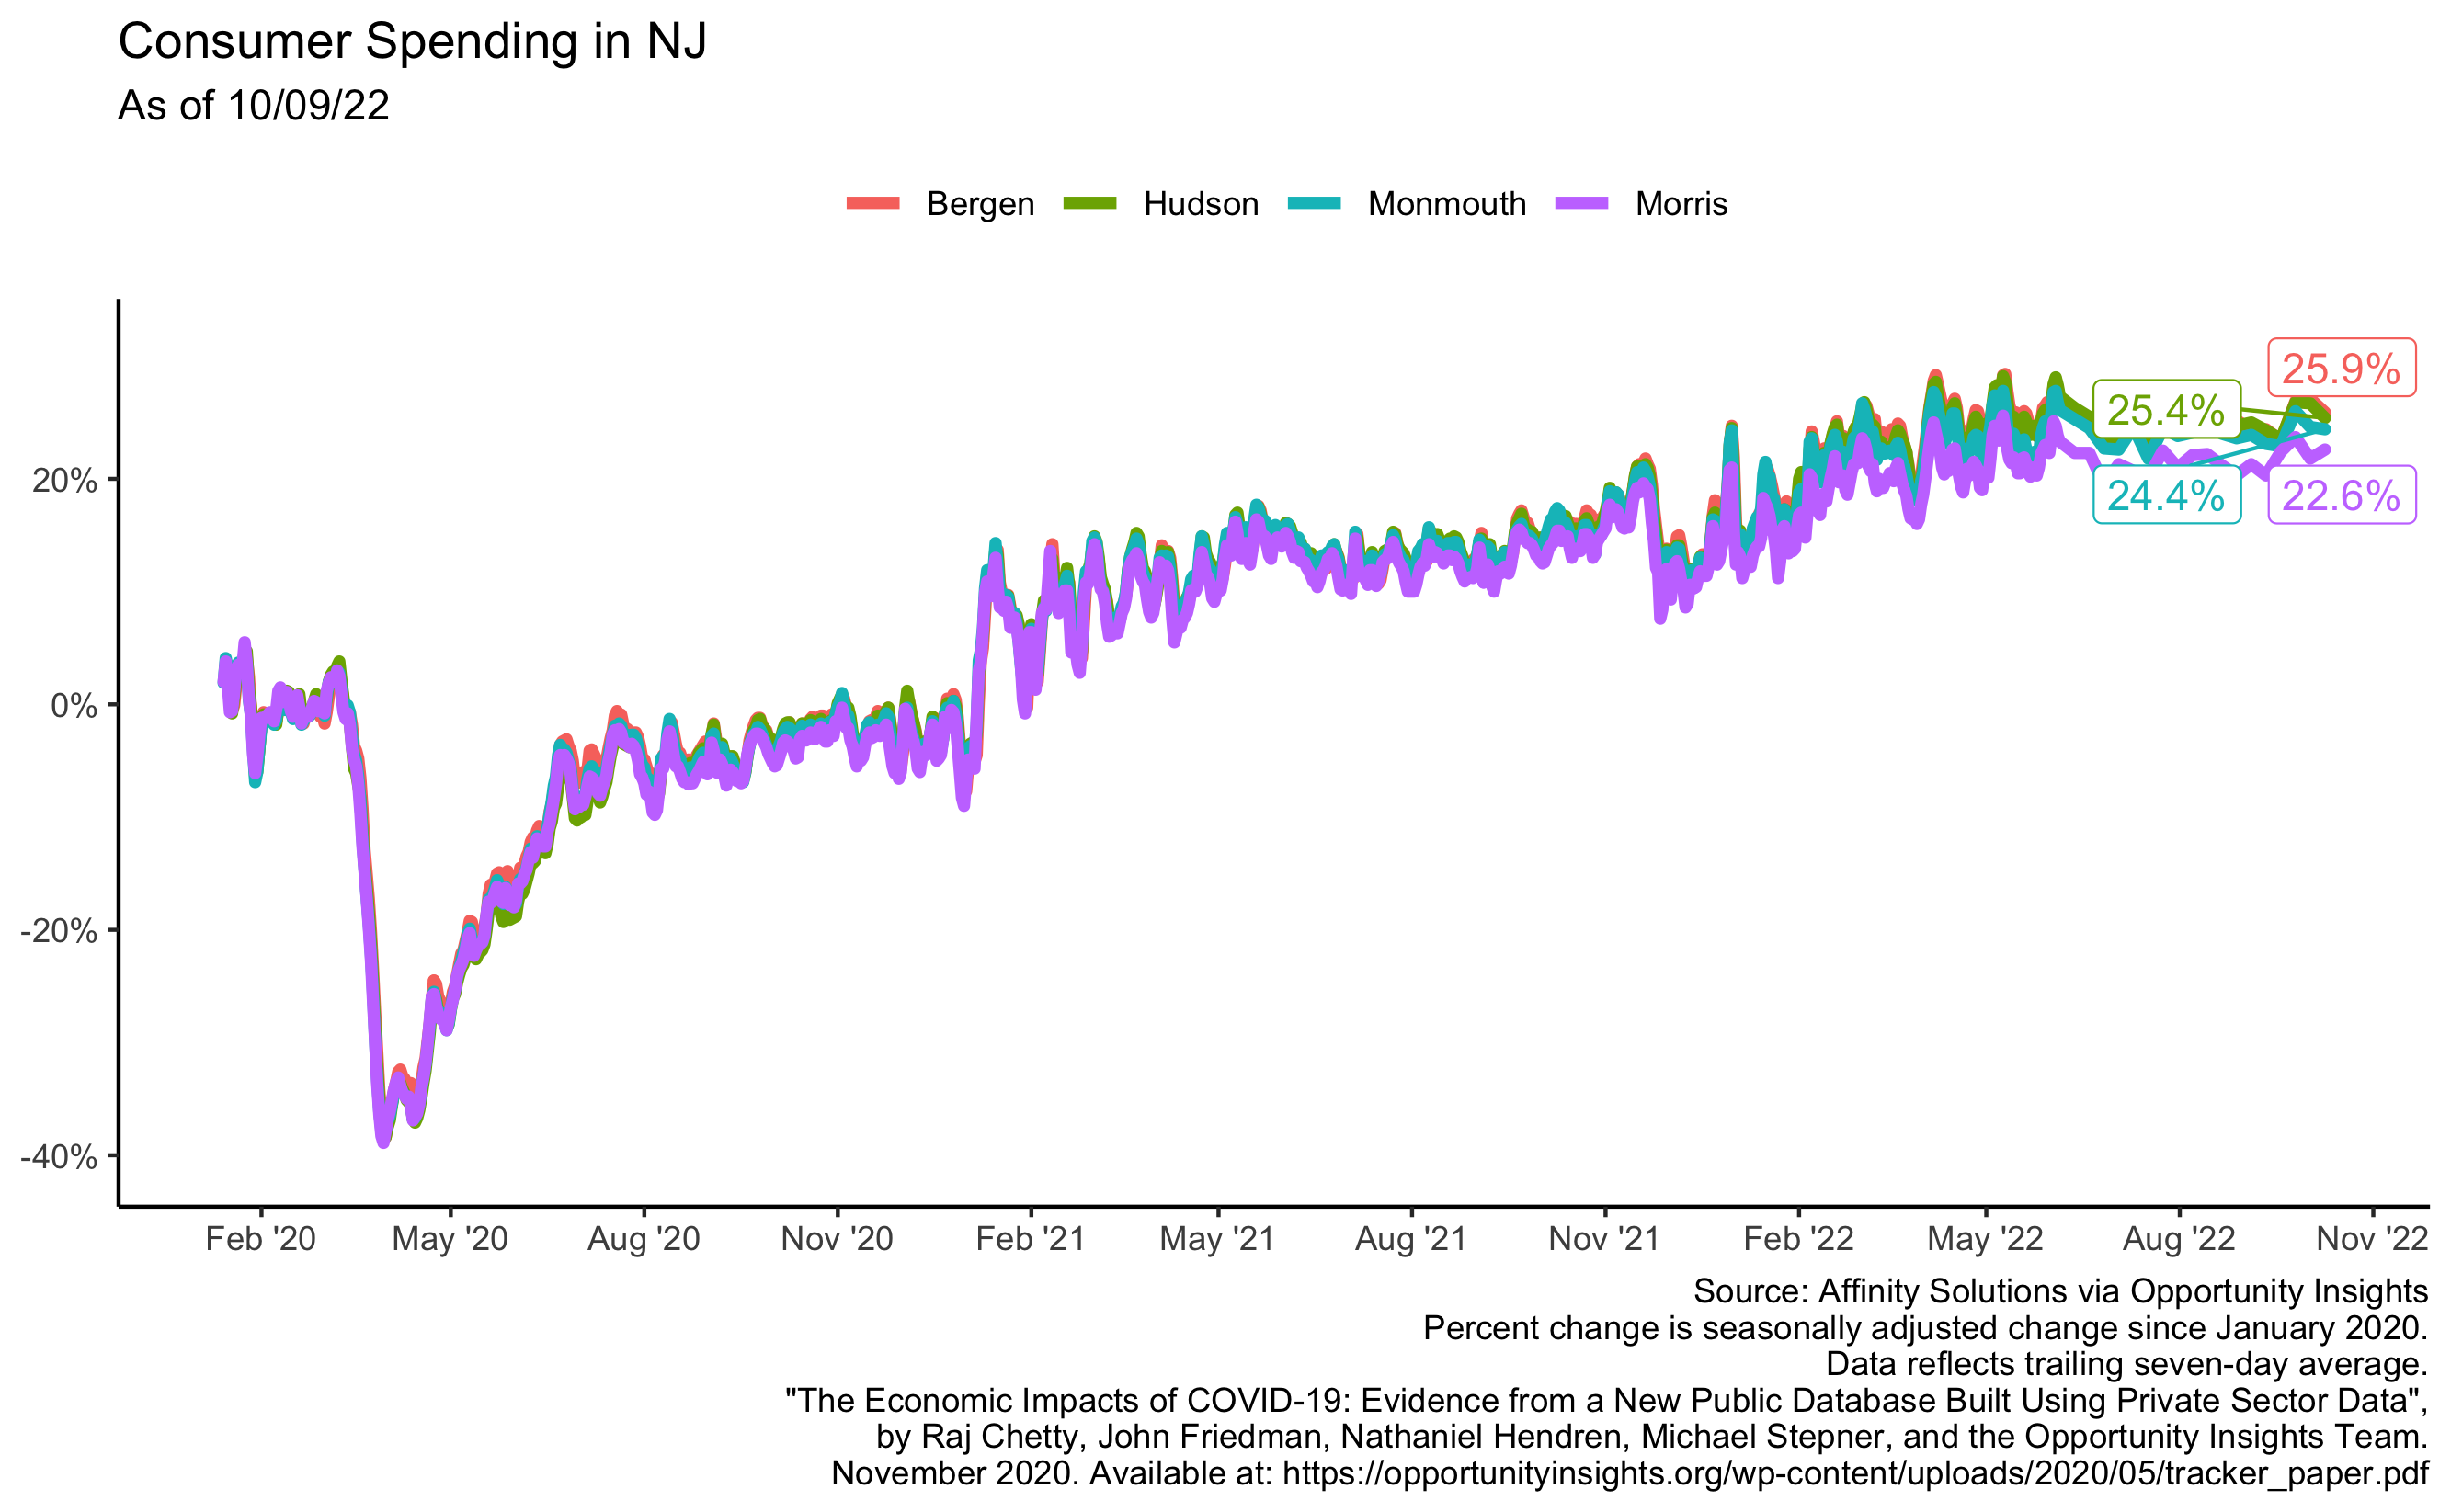 Consumer Spending in NJ
As of 10/09/22
Bergen Hudson Monmouth Morris
25.9%
25.4%
24.4% 22.6%
20%
0%
-20%
-40%
Feb '20 May '20 Aug '20 Nov '20 Feb '21 May '21 Aug '21 Nov '21 Feb '22 May '22 Aug '22 Nov '22
Source: Affinity Solutions via Opportunity Insights
Percent change is seasonally adjusted change since January 2020.
Data reflects trailing seven-day average.
"The Economic Impacts of COVID-19: Evidence from a New Public Database Built Using Private Sector Data",
by Raj Chetty, John Friedman, Nathaniel Hendren, Michael Stepner, and the Opportunity Insights Team.
November 2020. Available at: https://opportunityinsights.org/wp-content/uploads/2020/05/tracker_paper.pdf